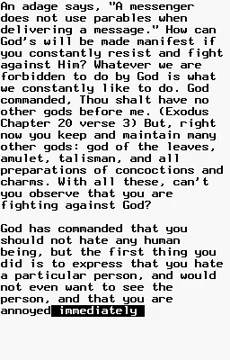 An adage says, "A messenger
does not use parables when
delivering a message." How can
God's will be made manifest if
you constantly resist and fight
against Him? Whatever we are
forbidden to do by God is what
we constantly like to do. God
commanded, Thou shalt have no
other gods before me. (Exodus
Chapter 20 verse 3) But, right
now you keep and maintain many
other gods: god of the leaves,
amulet, talisman, and all
preparations of concoctions and
charms. With all these, can't
you observe that you are
fighting against God?

God has commanded that you
should not hate any human
being, but the first thing you
did is to express that you hate
a particular person, and would
not even want to see the
person, and that you are
annoyed immediately